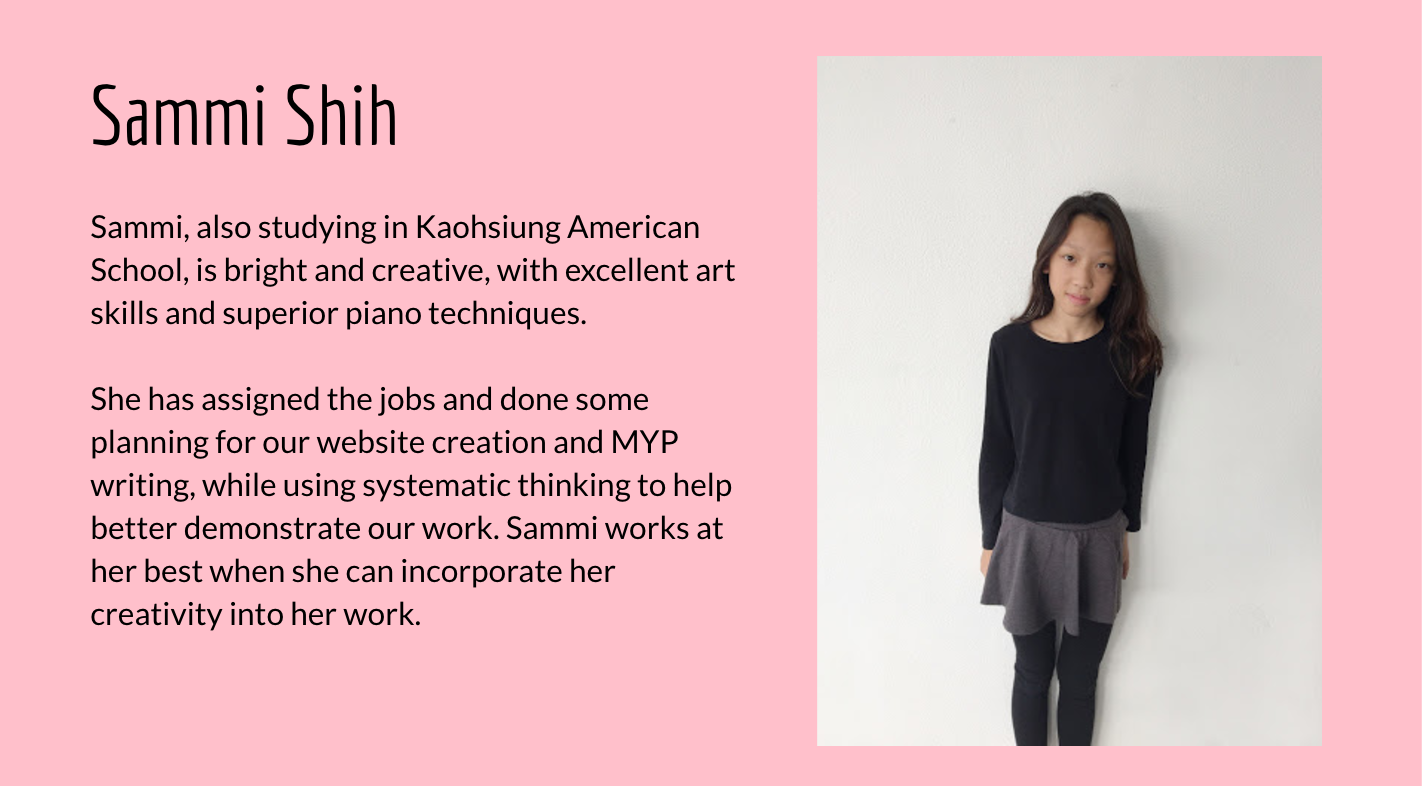 Sammi Shih
Sammi, also studying in Kaohsiung American
School, is bright and creative, with excellent art
skills and superior piano techniques.
She has assigned the jobs and done some
planning for our website creation and MYP
writing, while using systematic thinking to help
better demonstrate our work. Sammi works at
her best when she can incorporate her
creativity into her work.